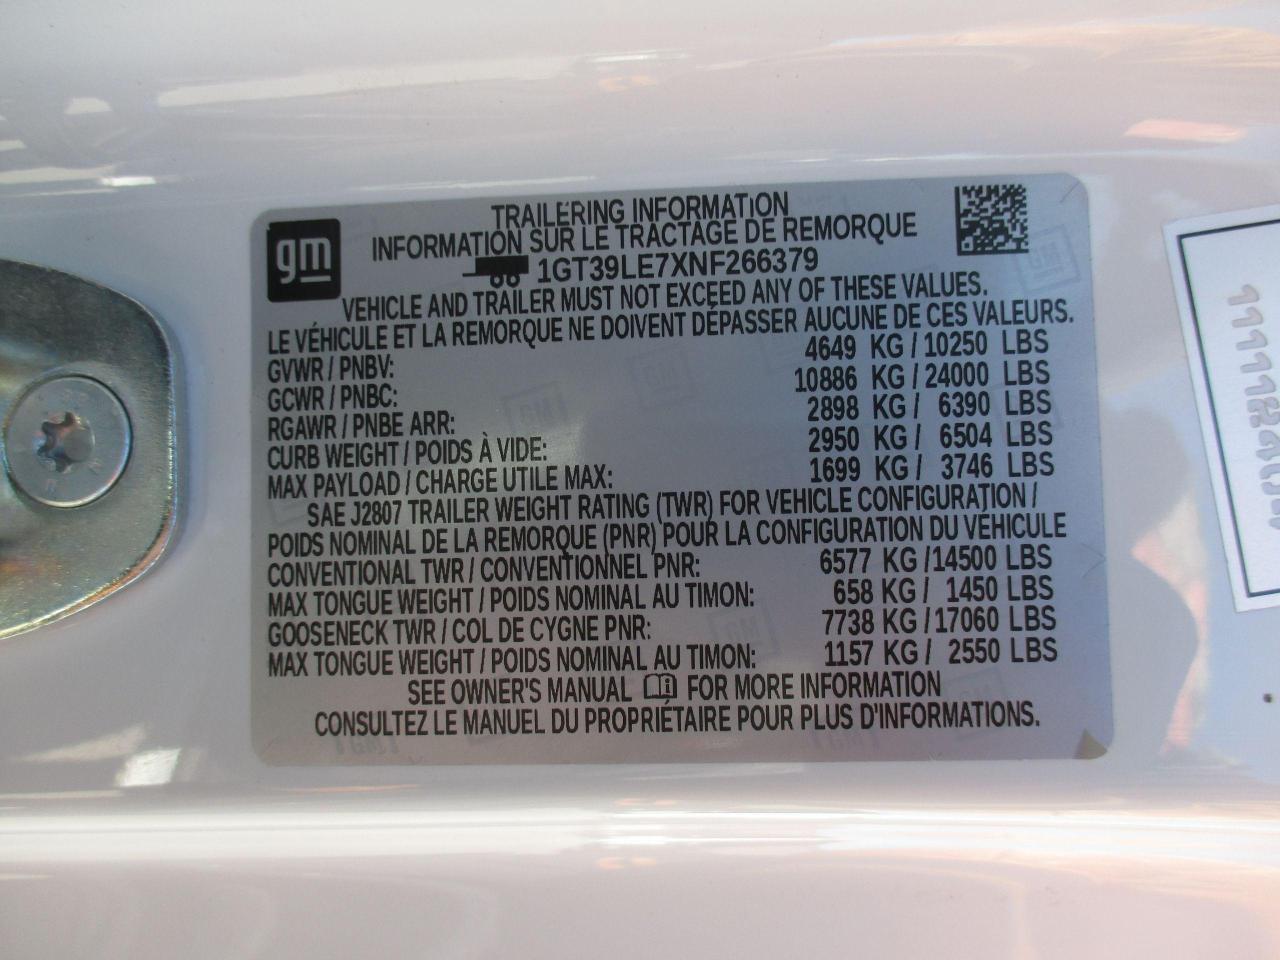 gm
TRAILERING INFORMATION
INFORMATION SUR LE TRACTAGE DE REMORQUE
1GT39LE7XNF266379
VEHICLE AND TRAILER MUST NOT EXCEED ANY OF THESE VALUES.
LE VÉHICULE ET LA REMORQUE NE DOIVENT DÉPASSER AUCUNE DE CES VALEURS.
GVWR / PNBV: 4649 KG / 10250 LBS
GCWR / PNBC: 10886 KG / 24000 LBS
RGAWR / PNBE ARR: 2898 KG / 6390 LBS
CURB WEIGHT / POIDS À VIDE: 2950 KG / 6504 LBS
MAX PAYLOAD / CHARGE UTILE MAX: 1699 KG / 3746 LBS
SAE J2807 TRAILER WEIGHT RATING (TWR) FOR VEHICLE CONFIGURATION /
POIDS NOMINAL DE LA REMORQUE (PNR) POUR LA CONFIGURATION DU VÉHICULE
CONVENTIONAL TWR / CONVENTIONNEL PNR: 6577 KG / 14500 LBS
MAX TONGUE WEIGHT / POIDS NOMINAL AU TIMON: 658 KG / 1450 LBS
GOOSENECK TWR / COL DE CYGNE PNR: 7738 KG / 17060 LBS
MAX TONGUE WEIGHT / POIDS NOMINAL AU TIMON: 1157 KG / 2550 LBS
SEE OWNER'S MANUAL FOR MORE INFORMATION
CONSULTEZ LE MANUEL DU PROPRIÉTAIRE POUR PLUS D'INFORMATIONS.